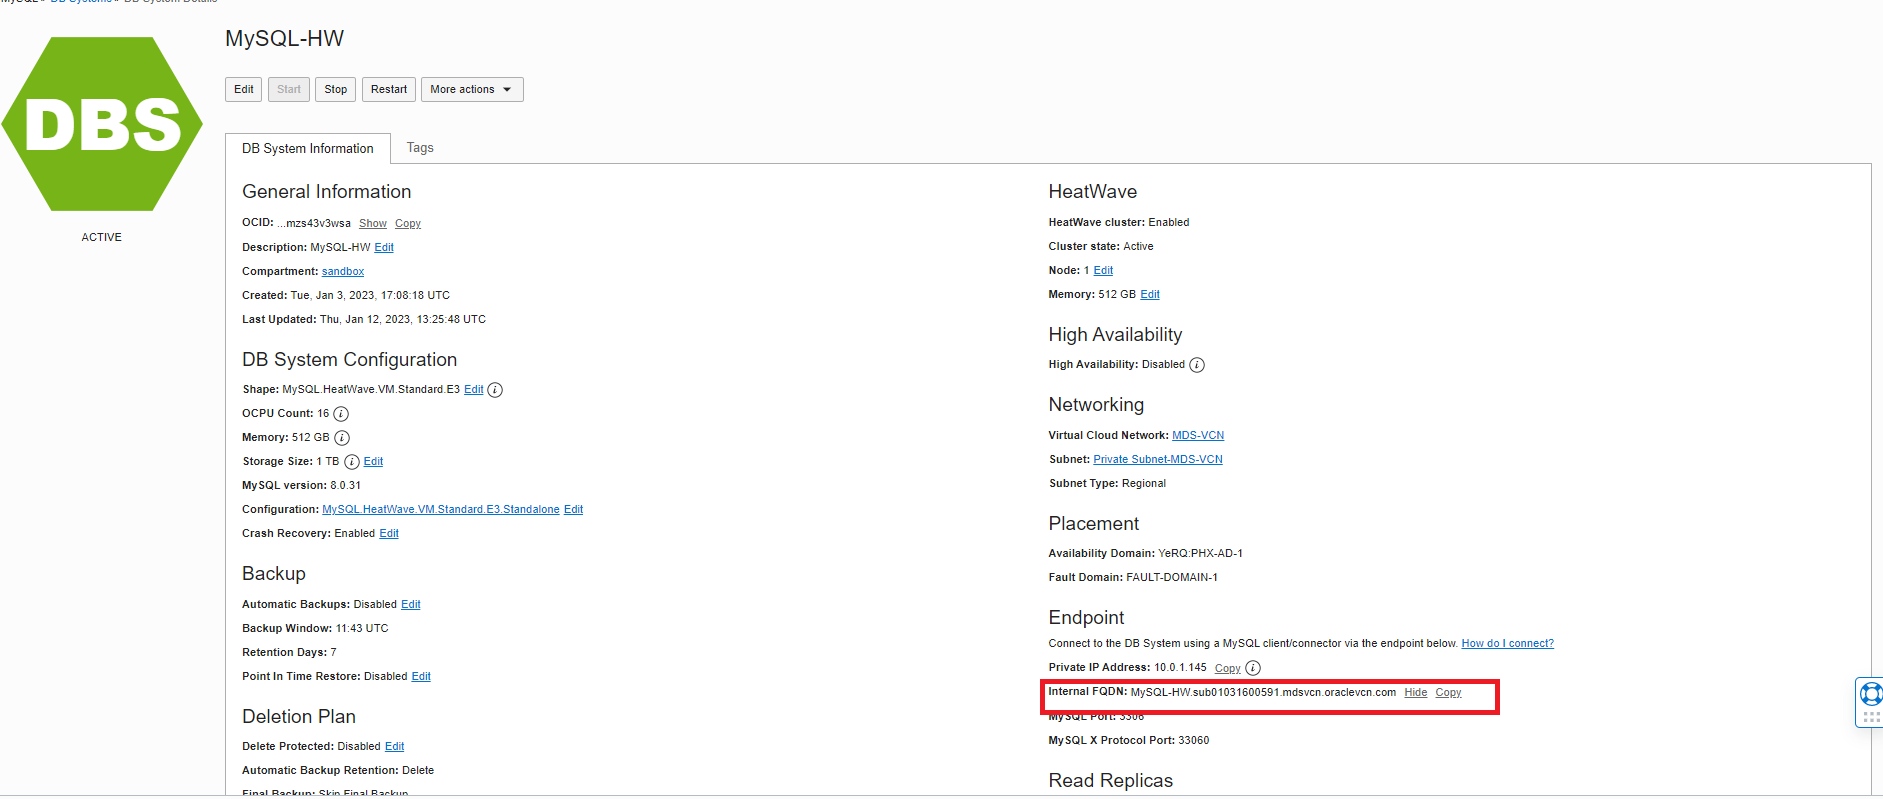 MySQL » DB Systems » DB System Details
MySQL-HW
DBS
ACTIVE
Edit Start Stop Restart More actions
DB System Information Tags
General Information
OCID: ...mzs43v3wsa Show Copy
Description: MySQL-HW Edit
Compartment: sandbox
Created: Tue, Jan 3, 2023, 17:08:18 UTC
Last Updated: Thu, Jan 12, 2023, 13:25:48 UTC
DB System Configuration
Shape: MySQL.HeatWave.VM.Standard.E3 Edit
OCPU Count: 16
Memory: 512 GB
Storage Size: 1 TB Edit
MySQL version: 8.0.31
Configuration: MySQL.HeatWave.VM.Standard.E3.Standalone Edit
Crash Recovery: Enabled Edit
Backup
Automatic Backups: Disabled Edit
Backup Window: 11:43 UTC
Retention Days: 7
Point In Time Restore: Disabled Edit
Deletion Plan
Delete Protected: Disabled Edit
Automatic Backup Retention: Delete
Final Backup: Skip Final Backup
HeatWave
HeatWave cluster: Enabled
Cluster state: Active
Node: 1 Edit
Memory: 512 GB Edit
High Availability
High Availability: Disabled
Networking
Virtual Cloud Network: MDS-VCN
Subnet: Private Subnet-MDS-VCN
Subnet Type: Regional
Placement
Availability Domain: YeRQ:PHX-AD-1
Fault Domain: FAULT-DOMAIN-1
Endpoint
Connect to the DB System using a MySQL client/connector via the endpoint below. How do I connect?
Private IP Address: 10.0.1.145 Copy
Internal FQDN: MySQL-HW.sub01031600591.mdsvcn.oraclevcn.com Hide Copy
MySQL Port: 3306
MySQL X Protocol Port: 33060
Read Replicas